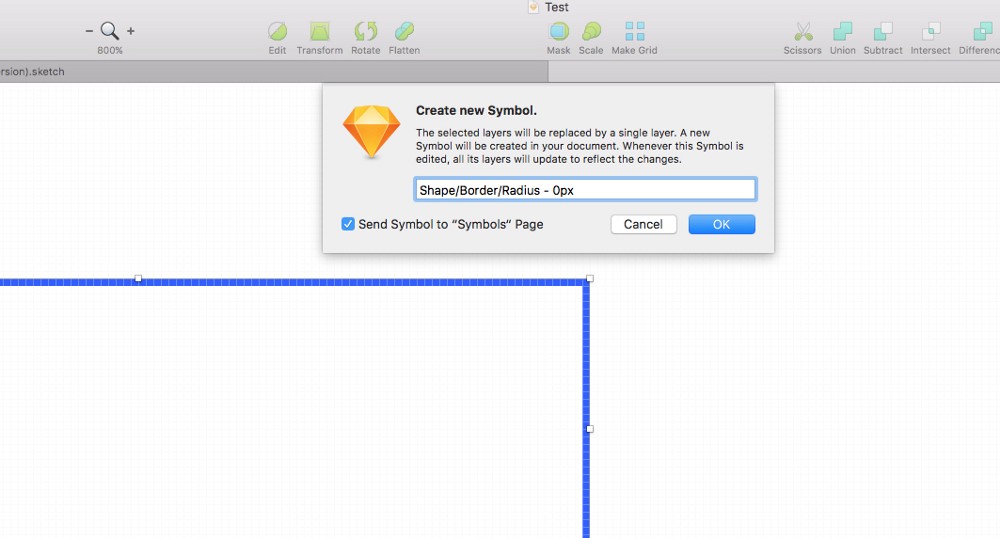 Test
800%
Edit Transform Rotate Flatten Mask Scale Make Grid Scissors Union Subtract Intersect Differenc
rsion).sketch
Create new Symbol.
The selected layers will be replaced by a single layer. A new
Symbol will be created in your document. Whenever this Symbol is
edited, all its layers will update to reflect the changes.
Shape/Border/Radius - 0px
Send Symbol to “Symbols” Page
Cancel OK